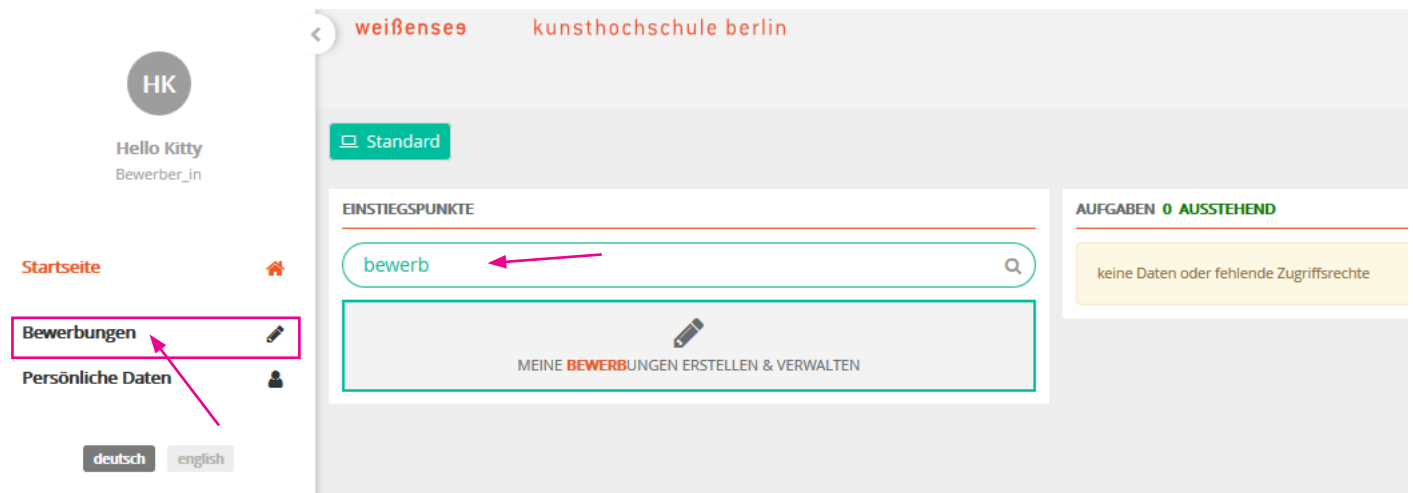 weißensee kunsthochschule berlin
HK
Hello Kitty
Bewerber_in
Startseite
Bewerbungen
Persönliche Daten
deutsch english
Standard
EINSTIEGSPUNKTE
bewerb
MEINE BEWERBUNGEN ERSTELLEN & VERWALTEN
AUFGABEN 0 AUSSTEHEND
keine Daten oder fehlende Zugriffsrechte